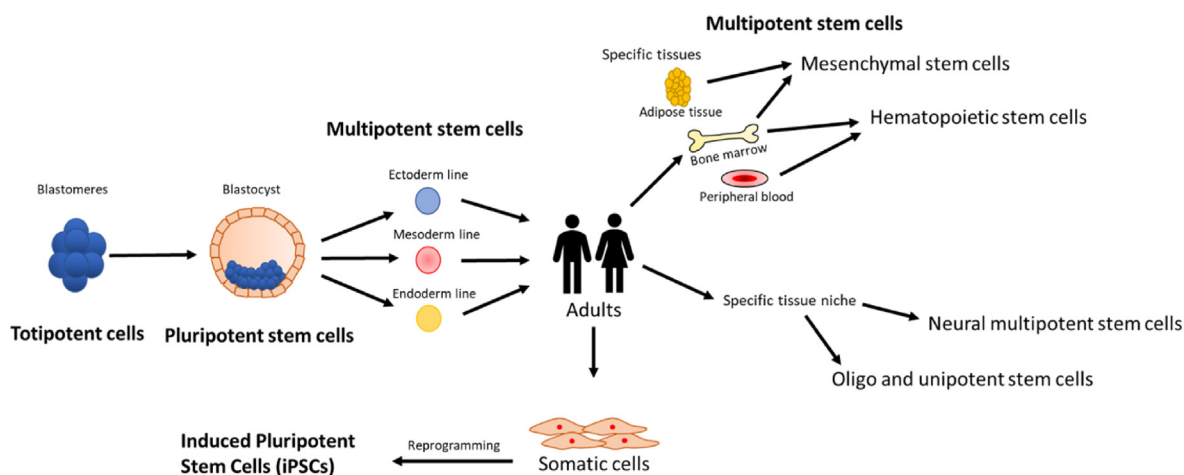 Multipotent stem cells
Specific tissues
Adipose tissue
Mesenchymal stem cells
Bone marrow
Hematopoietic stem cells
Peripheral blood
Multipotent stem cells
Blastomeres
Blastocyst
Ectoderm line
Mesoderm line
Endoderm line
Totipotent cells
Pluripotent stem cells
Adults
Specific tissue niche
Neural multipotent stem cells
Oligo and unipotent stem cells
Induced Pluripotent
Stem Cells (iPSCs)
Reprogramming
Somatic cells